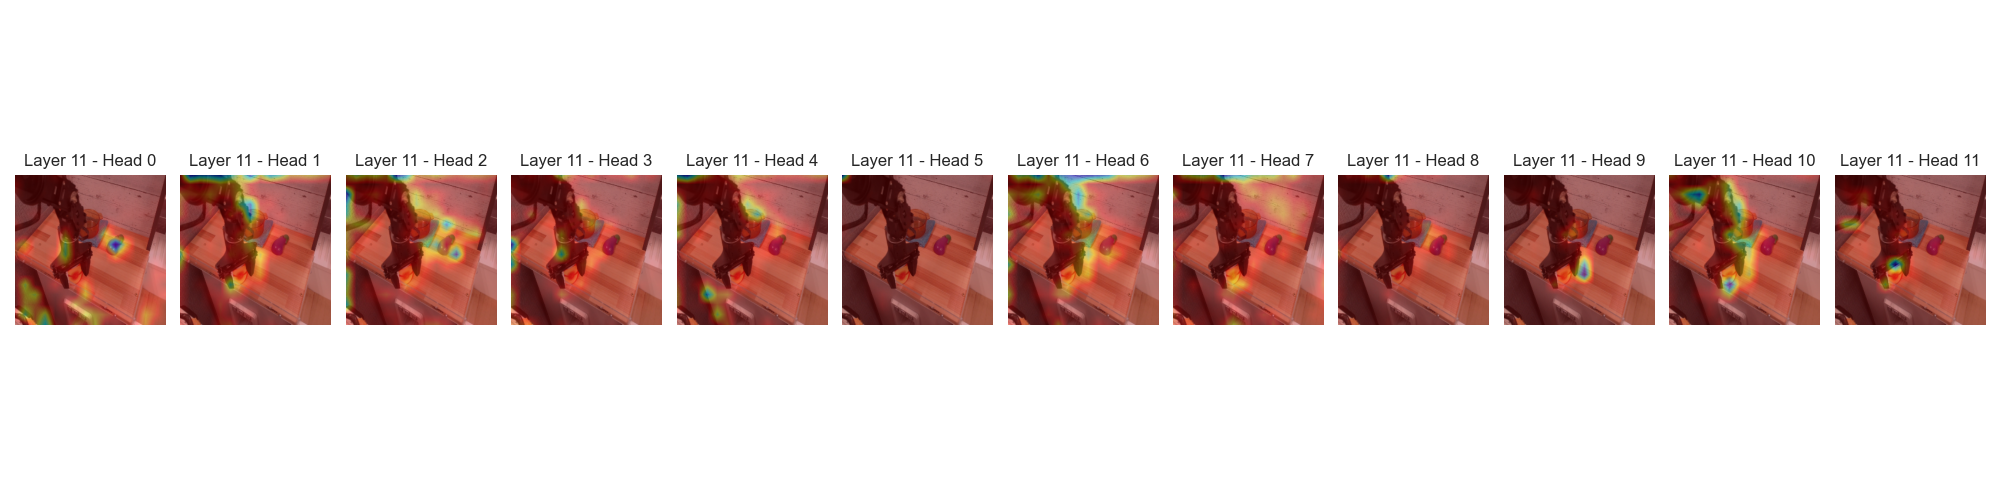 Layer 11 - Head 0
Layer 11 - Head 1
Layer 11 - Head 2
Layer 11 - Head 3
Layer 11 - Head 4
Layer 11 - Head 5
Layer 11 - Head 6
Layer 11 - Head 7
Layer 11 - Head 8
Layer 11 - Head 9
Layer 11 - Head 10
Layer 11 - Head 11